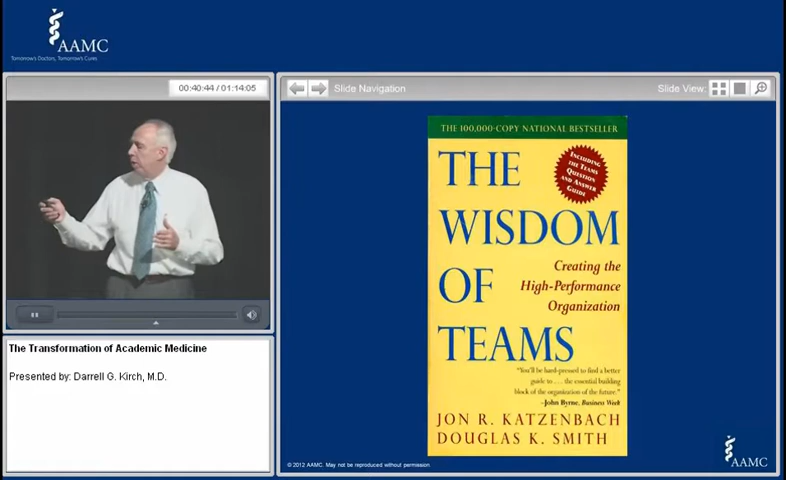 AAMC
Tomorrow's Doctors, Tomorrow's Cures
00:40:44 / 01:14:05
Slide Navigation
Slide View:
THE 100,000-COPY NATIONAL BESTSELLER
THE
WISDOM
OF
TEAMS
INCLUDING
THE TEAMS
QUESTION
AND ANSWER
GUIDE
Creating the
High-Performance
Organization
"You'll be hard-pressed to find a better
guide to . . . the essential building
block of the organization of the future."
–John Byrne, Business Week
JON R. KATZENBACH
DOUGLAS K. SMITH
The Transformation of Academic Medicine
Presented by: Darrell G. Kirch, M.D.
© 2012 AAMC. May not be reproduced without permission
AAMC